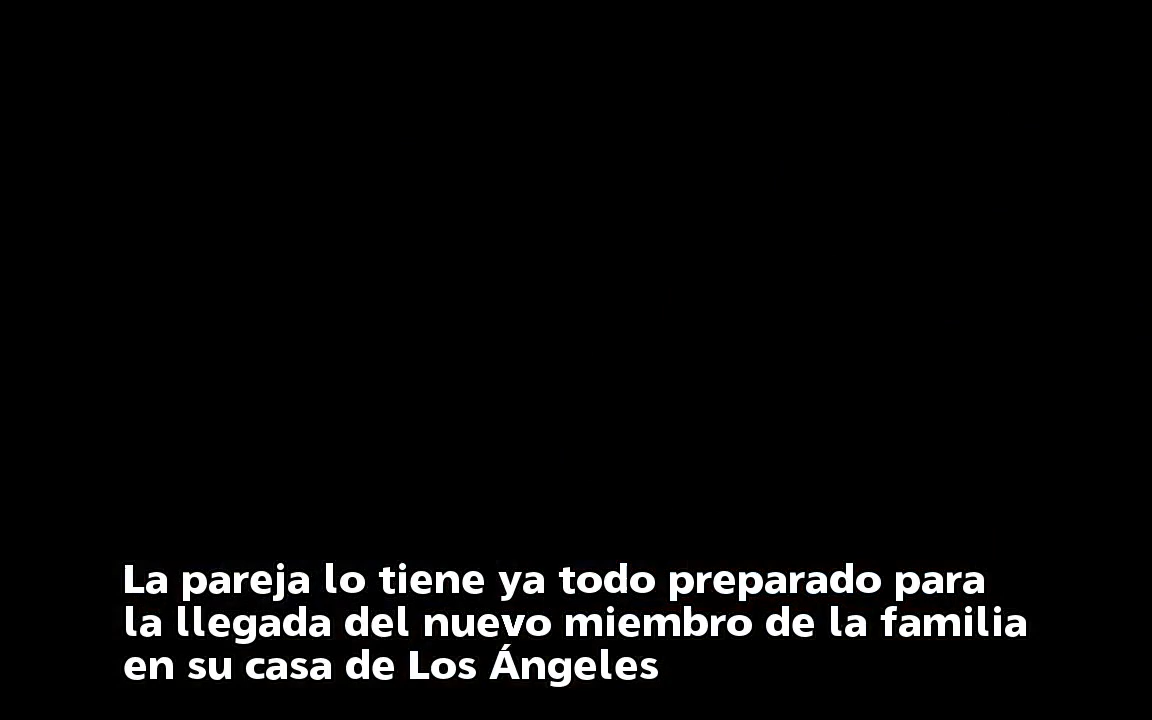 La pareja lo tiene ya todo preparado para
la llegada del nuevo miembro de la familia
en su casa de Los Ángeles